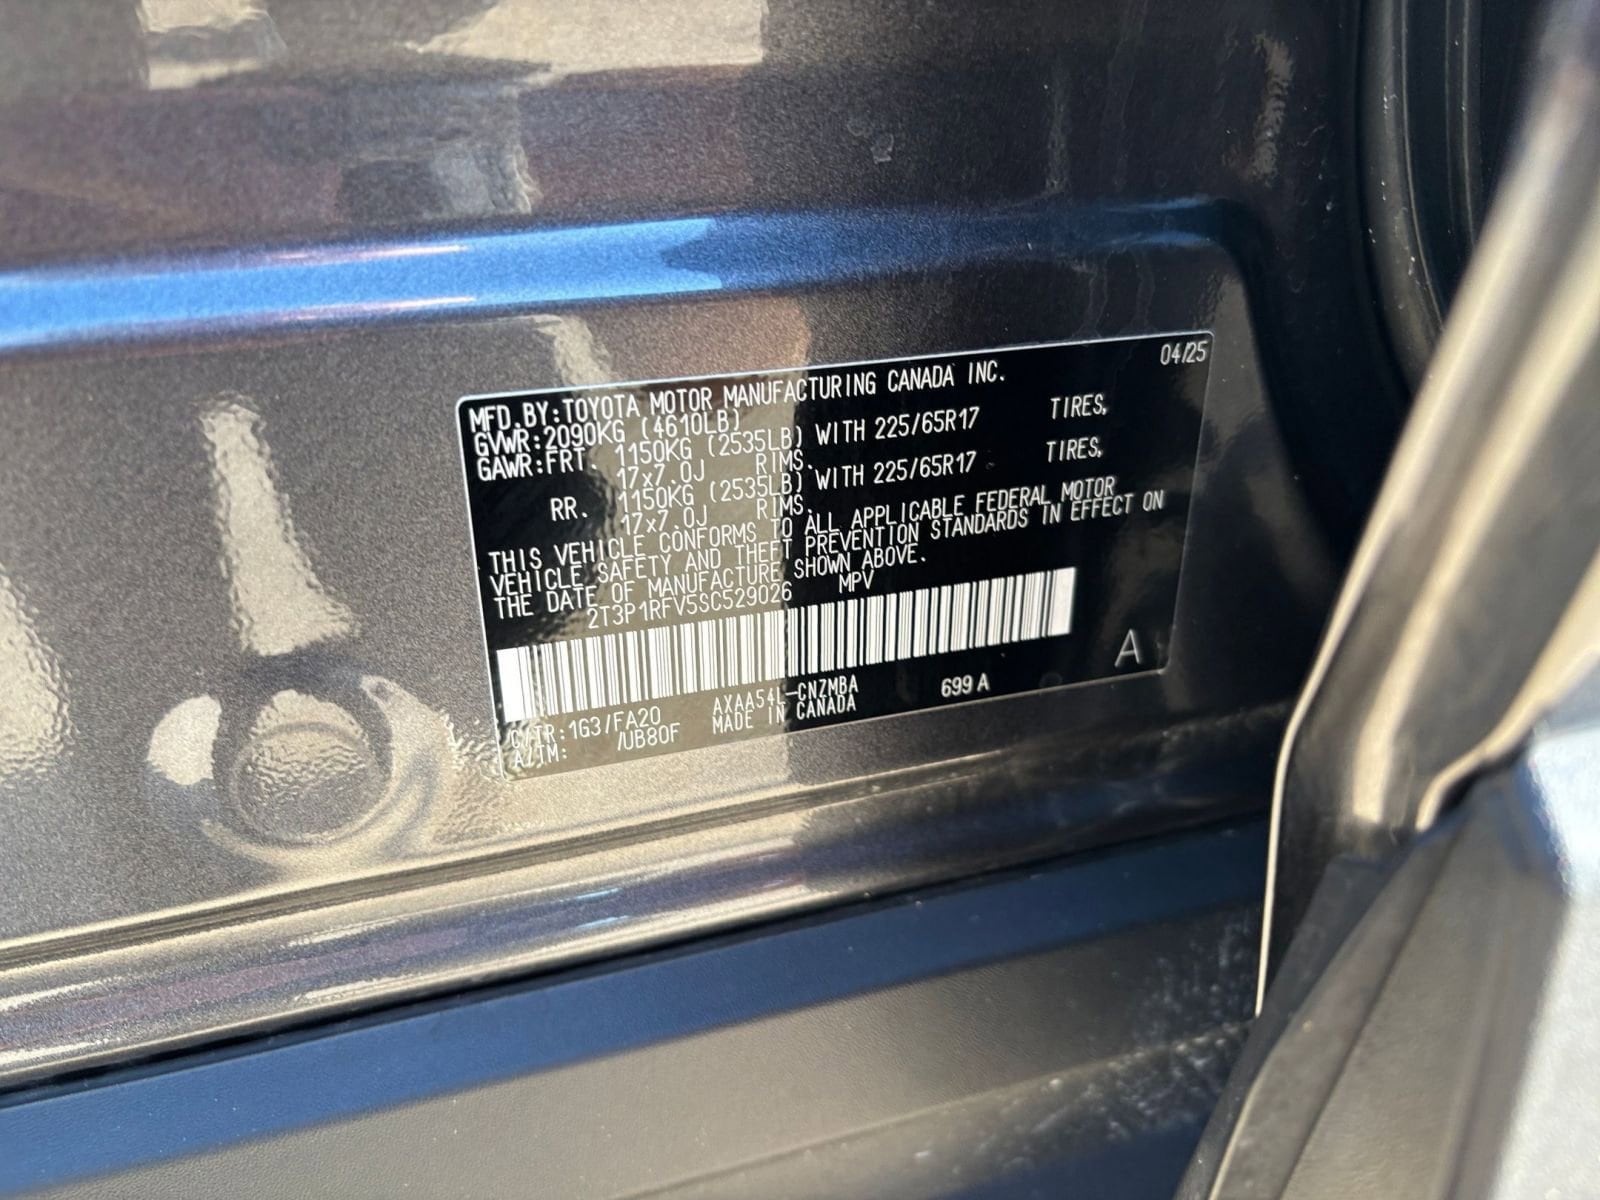 04/25
MFD.BY:TOYOTA MOTOR MANUFACTURING CANADA INC.
GVWR:2090KG (4610LB)
GAWR:FRT. 1150KG (2535LB) WITH 225/65R17 TIRES,
17x7.0J RIMS.
RR. 1150KG (2535LB) WITH 225/65R17 TIRES,
17x7.0J RIMS.
THIS VEHICLE CONFORMS TO ALL APPLICABLE FEDERAL MOTOR
VEHICLE SAFETY AND THEFT PREVENTION STANDARDS IN EFFECT ON
THE DATE OF MANUFACTURE SHOWN ABOVE.
2T3P1RFV5SC529026 MPV
A
C/TR:1G3/FA20 AXAA54L-CNZMBA 699A
A/TM: /UB80F MADE IN CANADA